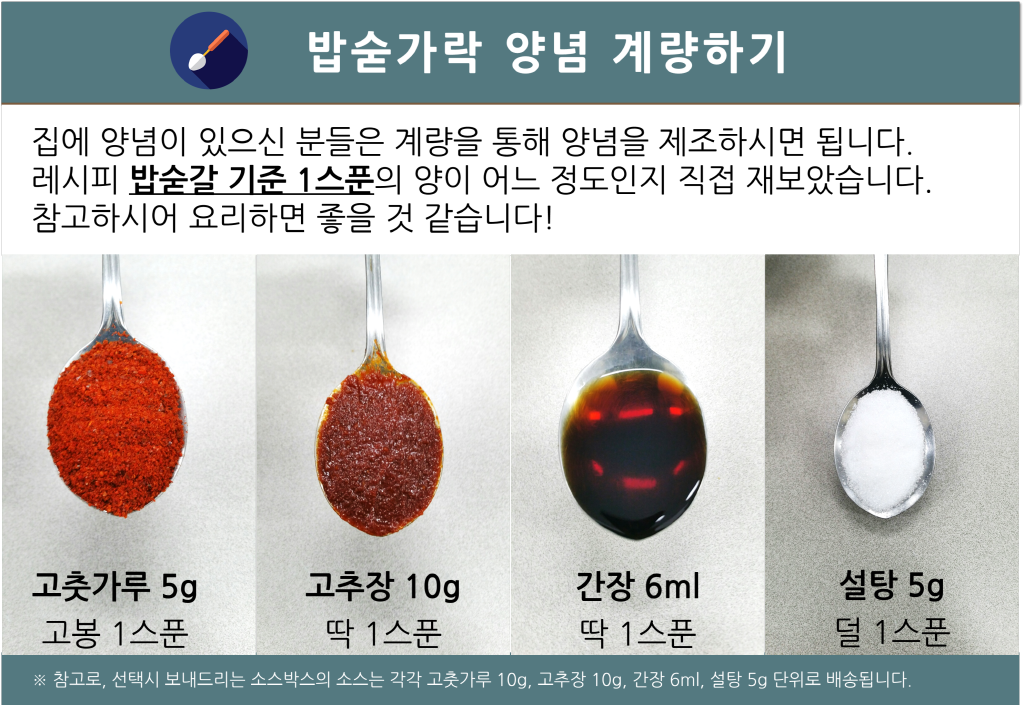 밥숟가락 양념 계량하기
집에 양념이 있으신 분들은 계량을 통해 양념을 제조하시면 됩니다.
레시피 밥숟갈 기준 1스푼의 양이 어느 정도인지 직접 재보았습니다.
참고하시어 요리하면 좋을 것 같습니다!
고춧가루 5g
고봉 1스푼
고추장 10g
딱 1스푼
간장 6ml
딱 1스푼
설탕 5g
덜 1스푼
※ 참고로, 선택시 보내드리는 소스박스의 소스는 각각 고춧가루 10g, 고추장 10g, 간장 6ml, 설탕 5g 단위로 배송됩니다.